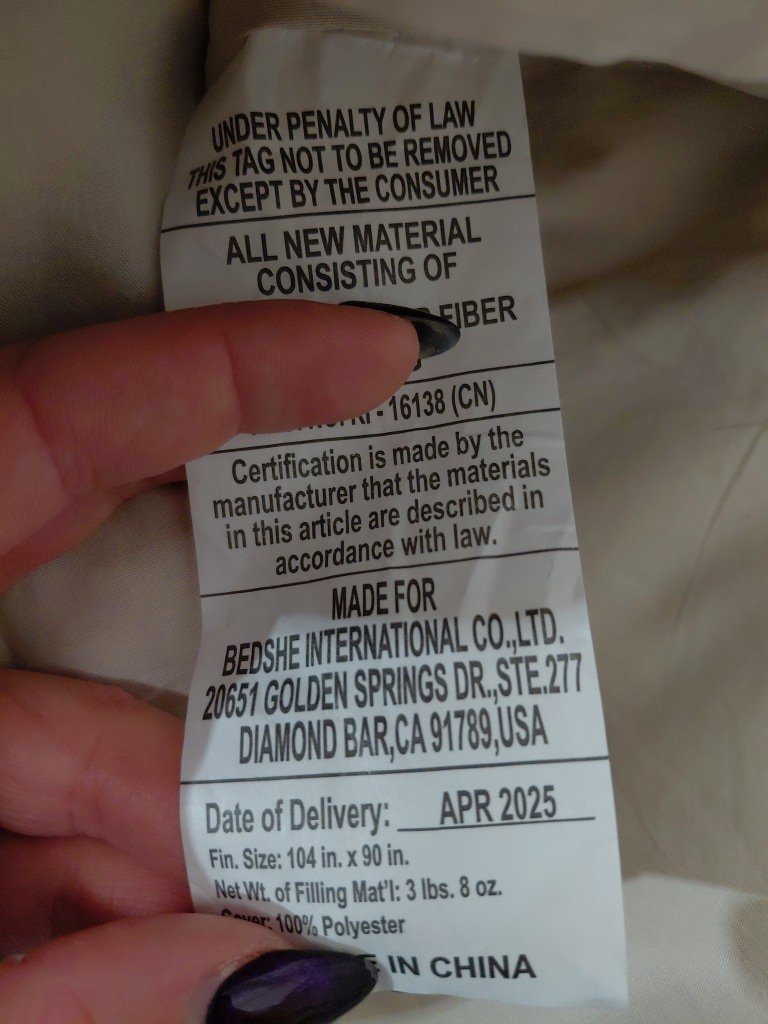 UNDER PENALTY OF LAW
THIS TAG NOT TO BE REMOVED
EXCEPT BY THE CONSUMER
ALL NEW MATERIAL
CONSISTING OF
FIBER
- 16138 (CN)
Certification is made by the
manufacturer that the materials
in this article are described in
accordance with law.
MADE FOR
BEDSHE INTERNATIONAL CO.,LTD.
20651 GOLDEN SPRINGS DR.,STE.277
DIAMOND BAR,CA 91789,USA
Date of Delivery: APR 2025
Fin. Size: 104 in. x 90 in.
Net Wt. of Filling Mat'l: 3 lbs. 8 oz.
Cover: 100% Polyester
IN CHINA